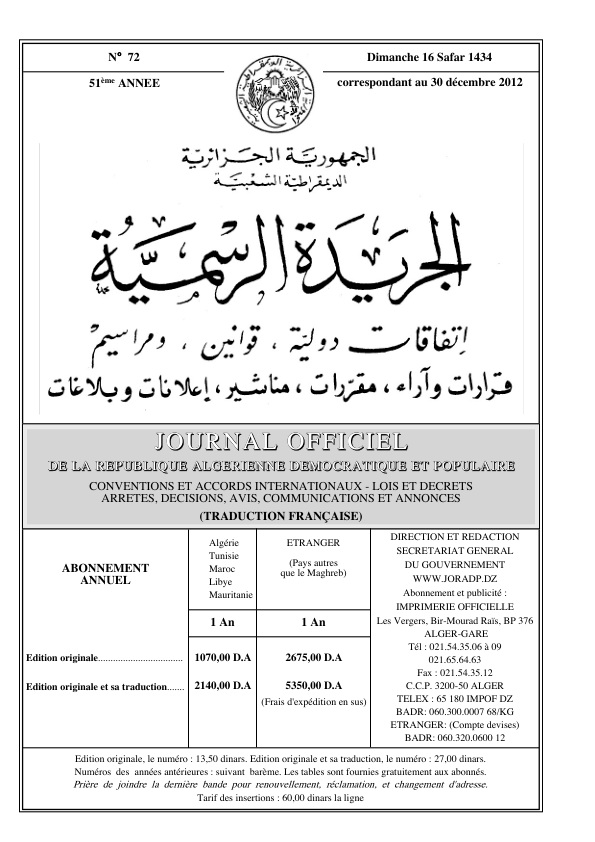 N° 72
Dimanche 16 Safar 1434
51ème ANNEE
correspondant au 30 décembre 2012
الجمهورية الجزائرية
الديمقراطية الشعبية
الجريدة الرسمية
إتفاقات دولية ، قوانين ، ومراسيم
قرارات وآراء ، مقررات ، مناشير ، إعلانات وبلاغات
JOURNAL OFFICIEL
DE LA REPUBLIQUE ALGERIENNE DEMOCRATIQUE ET POPULAIRE
CONVENTIONS ET ACCORDS INTERNATIONAUX - LOIS ET DECRETS
ARRETES, DECISIONS, AVIS, COMMUNICATIONS ET ANNONCES
(TRADUCTION FRANÇAISE)
ABONNEMENT
ANNUEL
Algérie
Tunisie
Maroc
Libye
Mauritanie
ETRANGER
(Pays autres
que le Maghreb)
1 An
1 An
Edition originale.................................. 1070,00 D.A 2675,00 D.A
Edition originale et sa traduction....... 2140,00 D.A 5350,00 D.A
(Frais d'expédition en sus)
DIRECTION ET REDACTION
SECRETARIAT GENERAL
DU GOUVERNEMENT
WWW.JORADP.DZ
Abonnement et publicité :
IMPRIMERIE OFFICIELLE
Les Vergers, Bir-Mourad Raïs, BP 376
ALGER-GARE
Tél : 021.54.35.06 à 09
021.65.64.63
Fax : 021.54.35.12
C.C.P. 3200-50 ALGER
TELEX : 65 180 IMPOF DZ
BADR: 060.300.0007 68/KG
ETRANGER: (Compte devises)
BADR: 060.320.0600 12
Edition originale, le numéro : 13,50 dinars. Edition originale et sa traduction, le numéro : 27,00 dinars.
Numéros des années antérieures : suivant barème. Les tables sont fournies gratuitement aux abonnés.
Prière de joindre la dernière bande pour renouvellement, réclamation, et changement d'adresse.
Tarif des insertions : 60,00 dinars la ligne